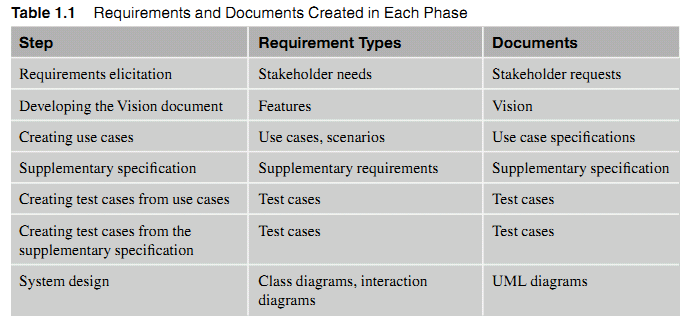 Table 1.1 Requirements and Documents Created in Each Phase
Step Requirement Types Documents
Requirements elicitation Stakeholder needs Stakeholder requests
Developing the Vision document Features Vision
Creating use cases Use cases, scenarios Use case specifications
Supplementary specification Supplementary requirements Supplementary specification
Creating test cases from use cases Test cases Test cases
Creating test cases from the Test cases Test cases
supplementary specification
System design Class diagrams, interaction UML diagrams
diagrams